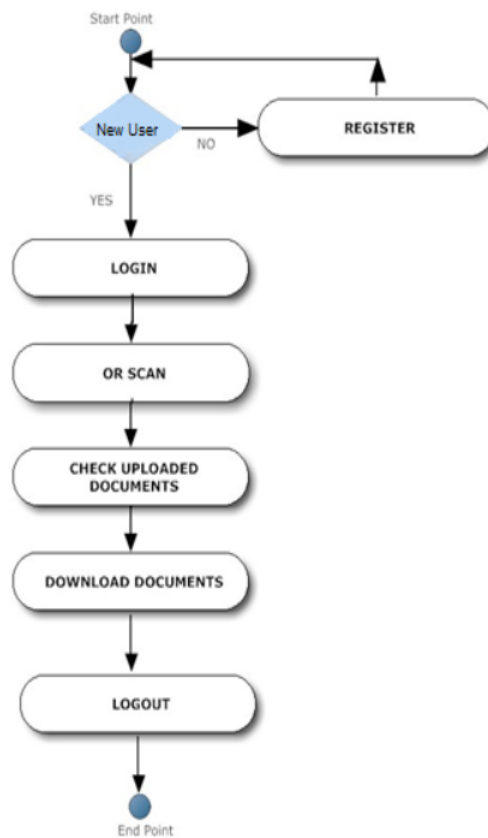 Start Point
New User
NO
REGISTER
YES
LOGIN
OR SCAN
CHECK UPLOADED
DOCUMENTS
DOWNLOAD DOCUMENTS
LOGOUT
End Point